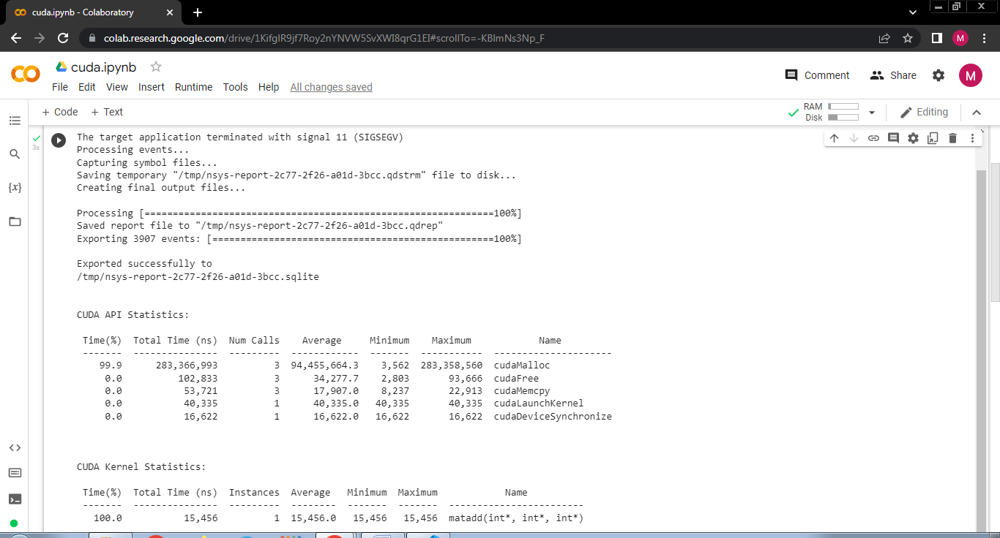 cuda.ipynb - Colaboratory
colab.research.google.com/drive/1KifgIR9jf7Roy2nYNVW5SvXWI8qrG1EI#scrollTo=-KBImNs3Np_F
M
cuda.ipynb
File Edit View Insert Runtime Tools Help All changes saved
Comment Share M
+ Code + Text
RAM
Disk
Editing
3s
The target application terminated with signal 11 (SIGSEGV)
Processing events...
Capturing symbol files...
Saving temporary "/tmp/nsys-report-2c77-2f26-a01d-3bcc.qdstrm" file to disk...
Creating final output files...
Processing [==============================================================100%]
Saved report file to "/tmp/nsys-report-2c77-2f26-a01d-3bcc.qdrep"
Exporting 3907 events: [==================================================100%]
Exported successfully to
/tmp/nsys-report-2c77-2f26-a01d-3bcc.sqlite
CUDA API Statistics:
Time(%) Total Time (ns) Num Calls Average Minimum Maximum Name
------- --------------- --------- ------------ ------- ----------- ---------------------
99.9 283,366,993 3 94,455,664.3 3,562 283,358,560 cudaMalloc
0.0 102,833 3 34,277.7 2,803 93,666 cudaFree
0.0 53,721 3 17,907.0 8,237 22,913 cudaMemcpy
0.0 40,335 1 40,335.0 40,335 40,335 cudaLaunchKernel
0.0 16,622 1 16,622.0 16,622 16,622 cudaDeviceSynchronize
CUDA Kernel Statistics:
Time(%) Total Time (ns) Instances Average Minimum Maximum Name
------- --------------- --------- -------- ------- ------- ------------------------
100.0 15,456 1 15,456.0 15,456 15,456 matadd(int*, int*, int*)